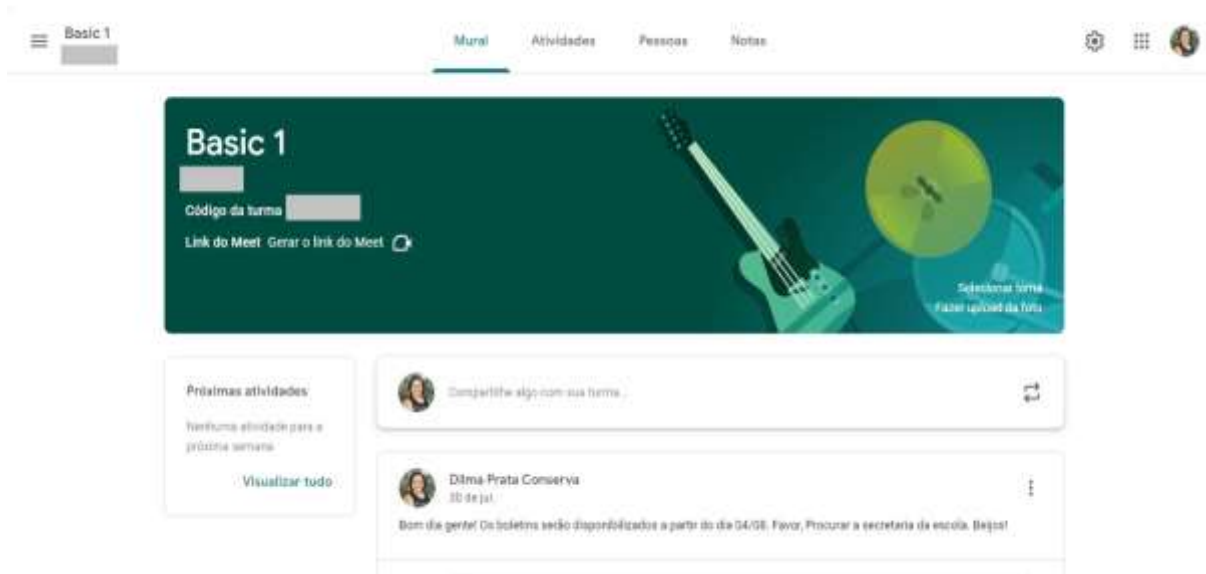 Basic 1
Mural Atividades Pessoas Notas
Basic 1
Código da turma
Link do Meet Gerar o link do Meet
Selecionar tema
Fazer upload da foto
Próximas atividades
Nenhuma atividade para a
próxima semana
Visualizar tudo
Compartilhe algo com sua turma...
Dilma Prata Conserva
30 de jul.
Bom dia gente! Os boletins serão disponibilizados a partir do dia 04/08. Favor, Procurar a secretaria da escola. Beijos!